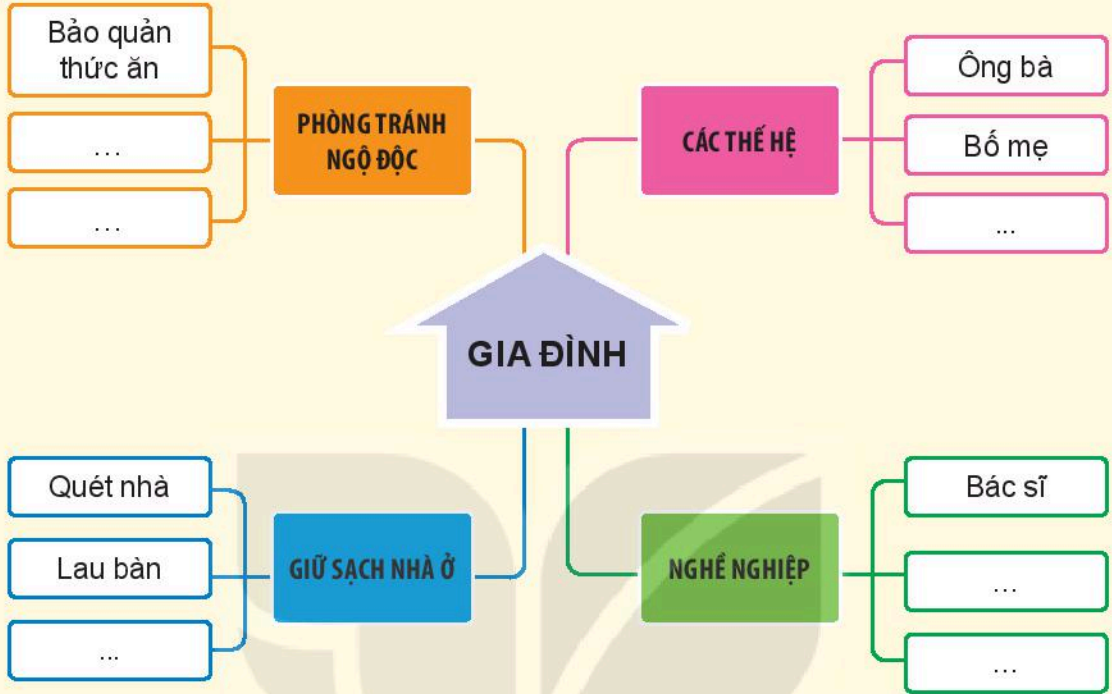 Bảo quản
thức ăn
…
…
PHÒNG TRÁNH
NGỘ ĐỘC
CÁC THẾ HỆ
Ông bà
Bố mẹ
...
GIA ĐÌNH
Quét nhà
Lau bàn
...
GIỮ SẠCH NHÀ Ở
NGHỀ NGHIỆP
Bác sĩ
…
…